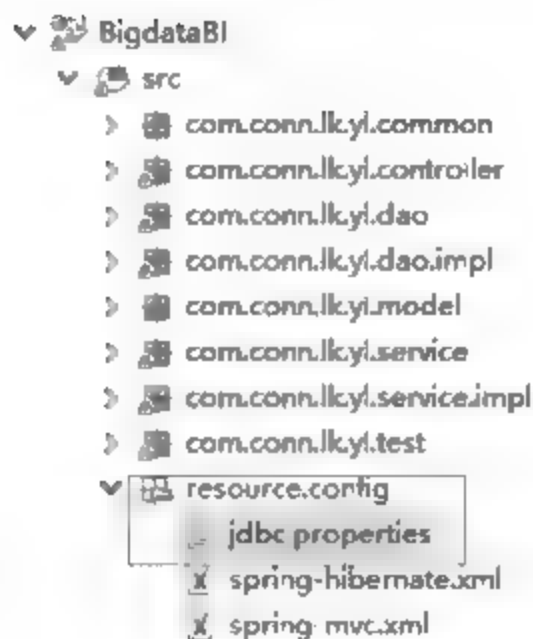 BigdataBI
src
com.conn.lk.yl.common
com.conn.lk.yl.controller
com.conn.lk.yl.dao
com.conn.lk.yl.dao.impl
com.conn.lk.yl.model
com.conn.lk.yl.service
com.conn.lk.yl.service.impl
com.conn.lk.yl.test
resource.config
jdbc properties
spring-hibernate.xml
spring-mvc.xml